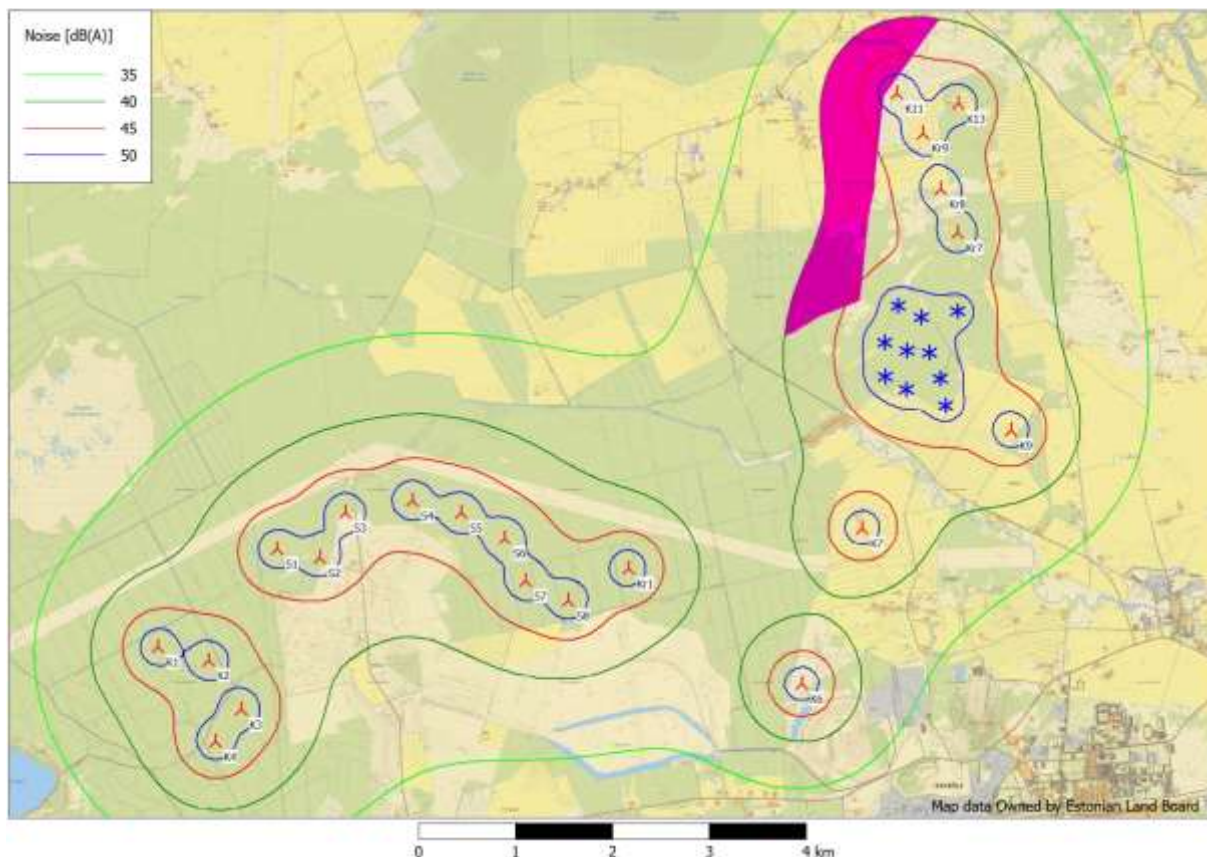 Noise [dB(A)]
35
40
45
50
K11
K13
Kr9
Kr8
Kr7
K9
K7
S3
S4
S5
S6
S1
S2
S7
S8
Kr1
K1
K2
K3
K4
K6
Map data Owned by Estonian Land Board
0 1 2 3 4 km